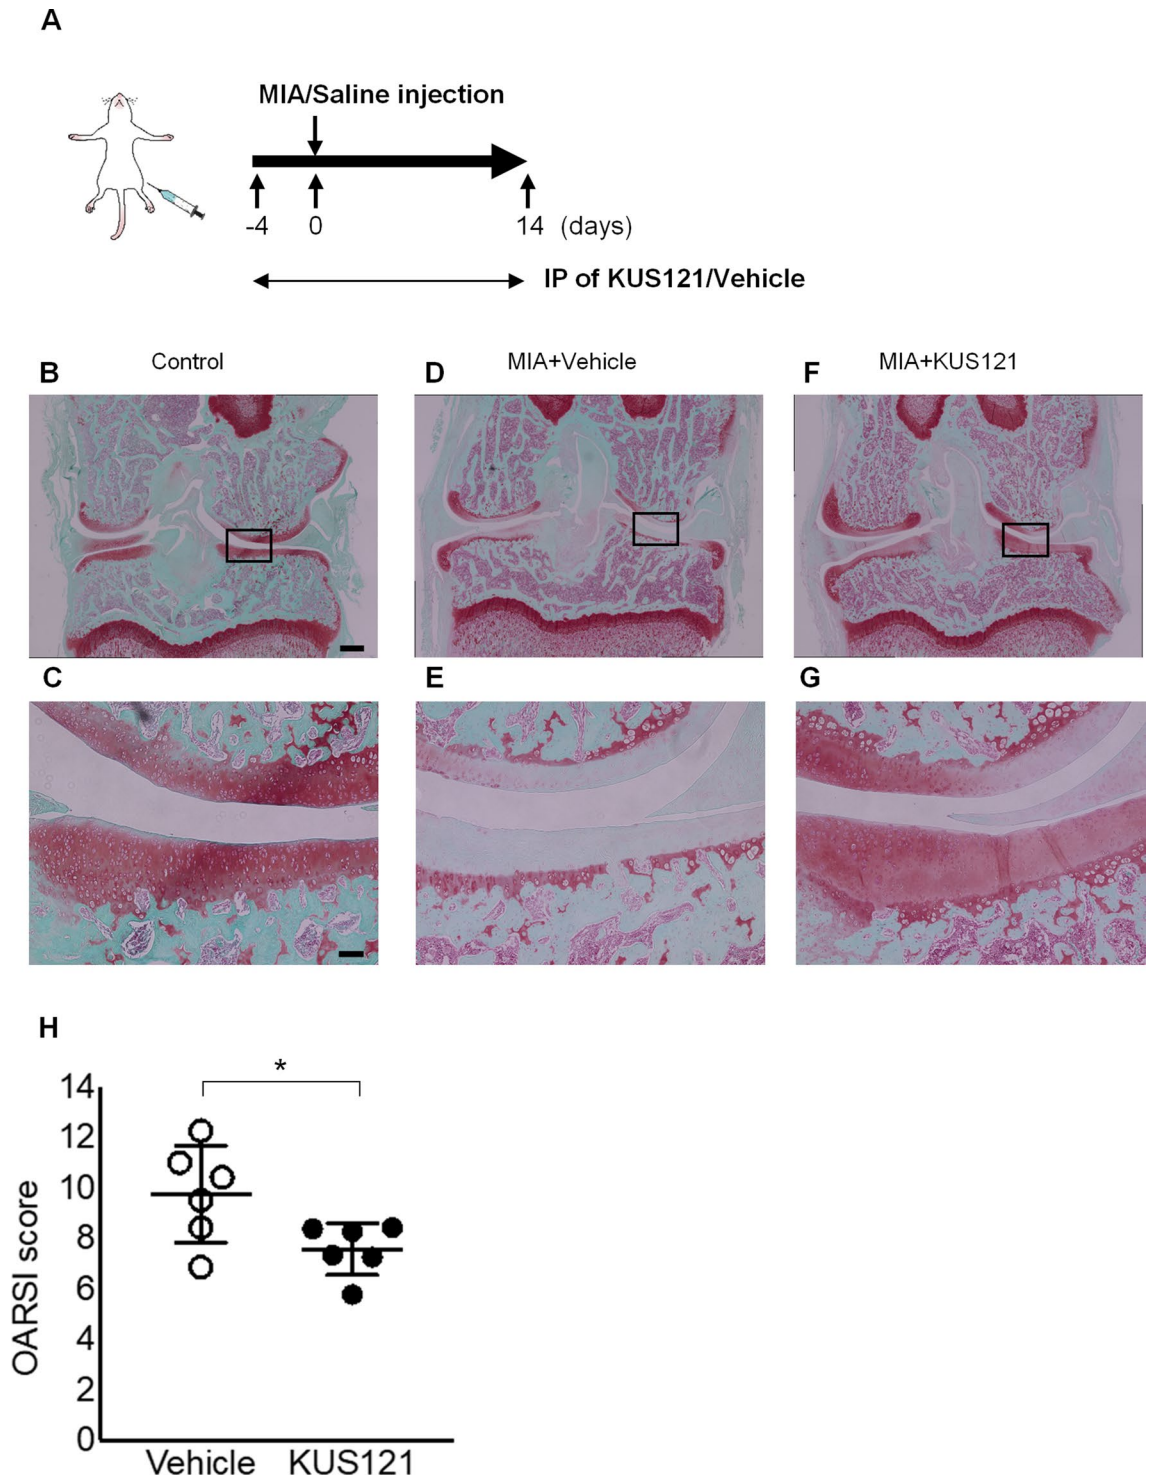 A
MIA/Saline injection
-4 0 14 (days)
IP of KUS121/Vehicle
B Control D MIA+Vehicle F MIA+KUS121
C E G
H
*
14
12
10
8
6
4
2
0
OARSI score
Vehicle KUS121